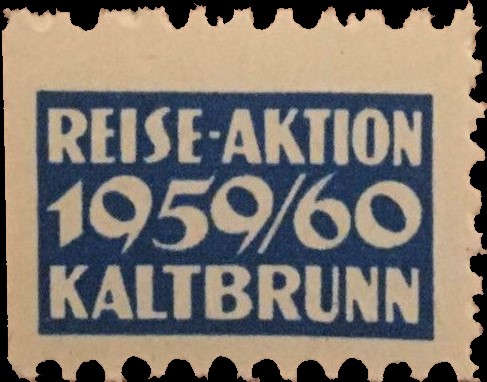 REISE-AKTION
1959/60
KALTBRUNN